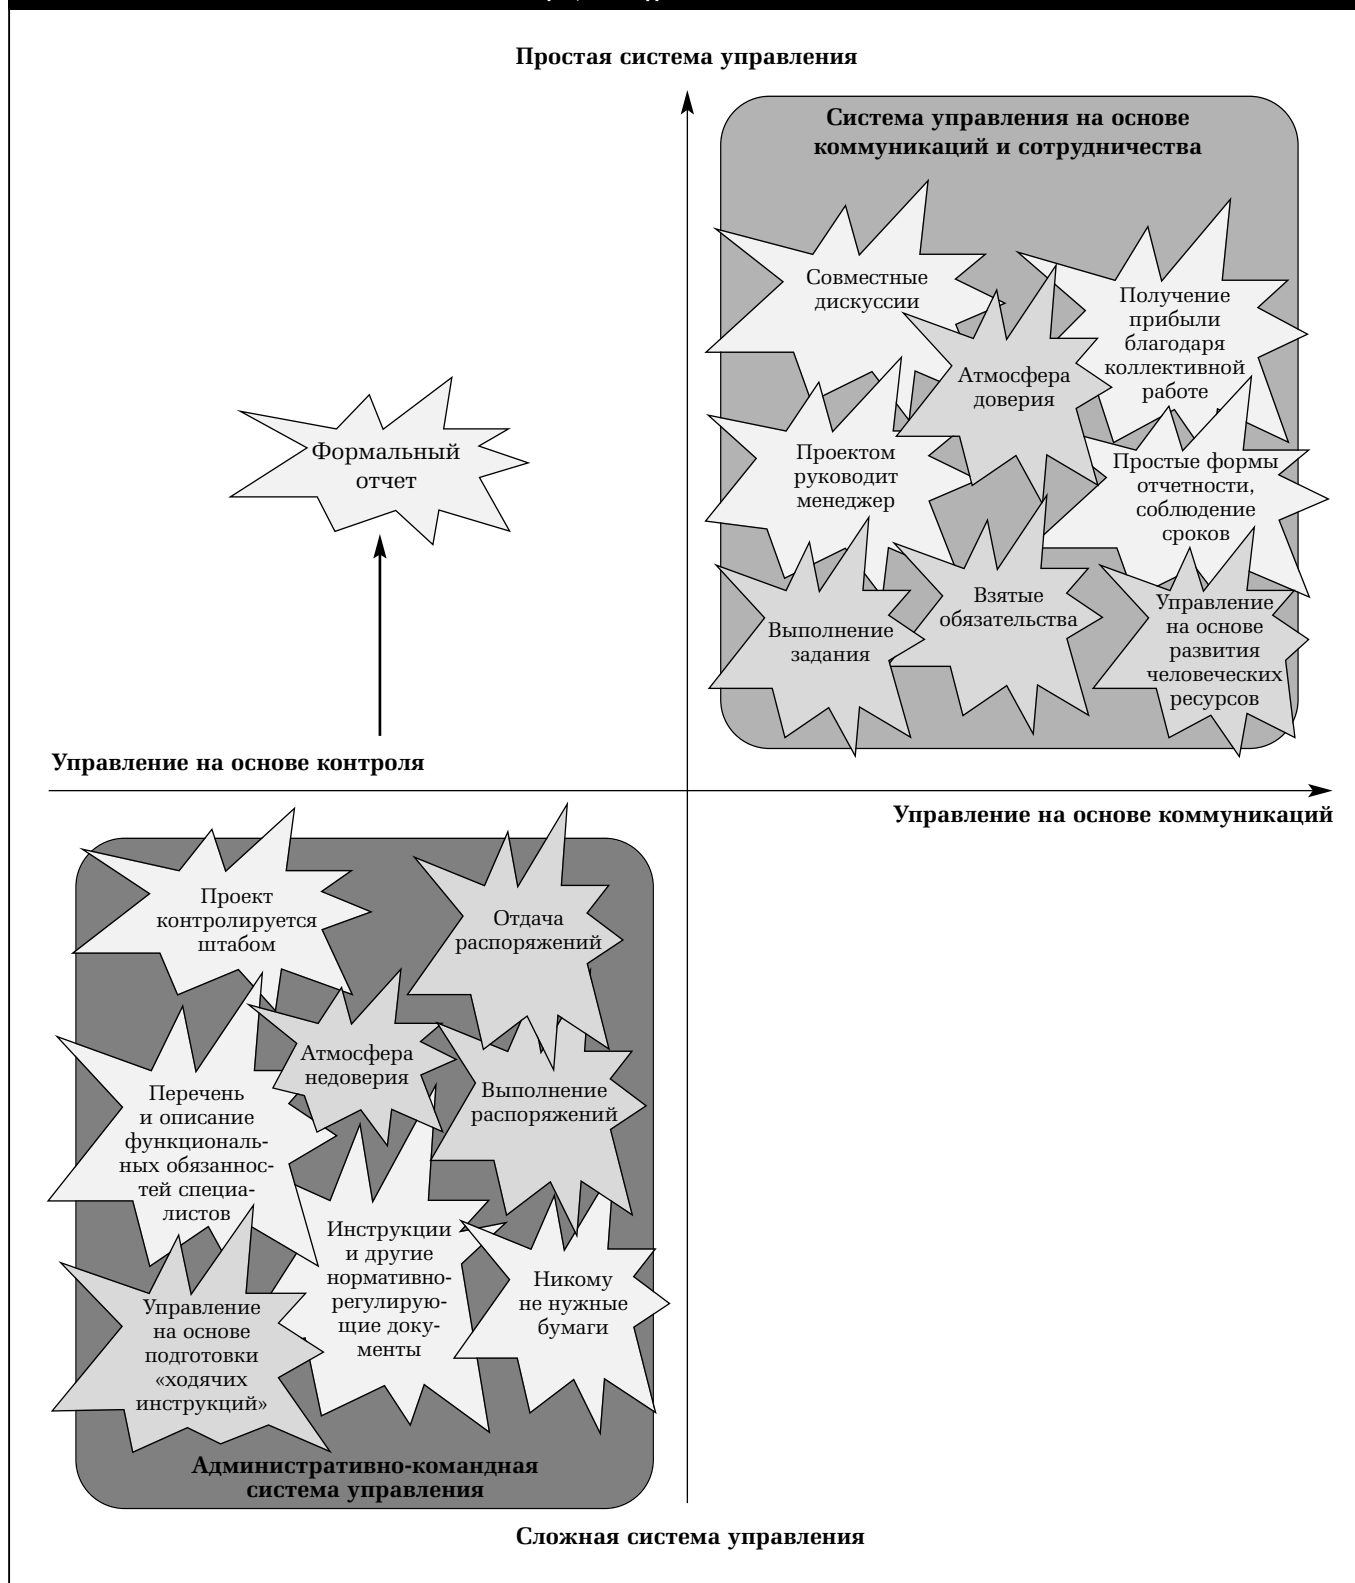 Простая система управления
Система управления на основе
коммуникаций и сотрудничества
Совместные
дискуссии
Получение
прибыли
благодаря
коллективной
работе
Атмосфера
доверия
Проектом
руководит
менеджер
Простые формы
отчетности,
соблюдение
сроков
Взятые
обязательства
Выполнение
задания
Управление
на основе
развития
человеческих
ресурсов
Формальный
отчет
Управление на основе контроля
Управление на основе коммуникаций
Проект
контролируется
штабом
Отдача
распоряжений
Атмосфера
недоверия
Выполнение
распоряжений
Перечень
и описание
функциональ-
ных обязаннос-
тей специа-
листов
Инструкции
и другие
нормативно-
регулирую-
щие доку-
менты
Никому
не нужные
бумаги
Управление
на основе
подготовки
«ходячих
инструкций»
Административно-командная
система управления
Сложная система управления